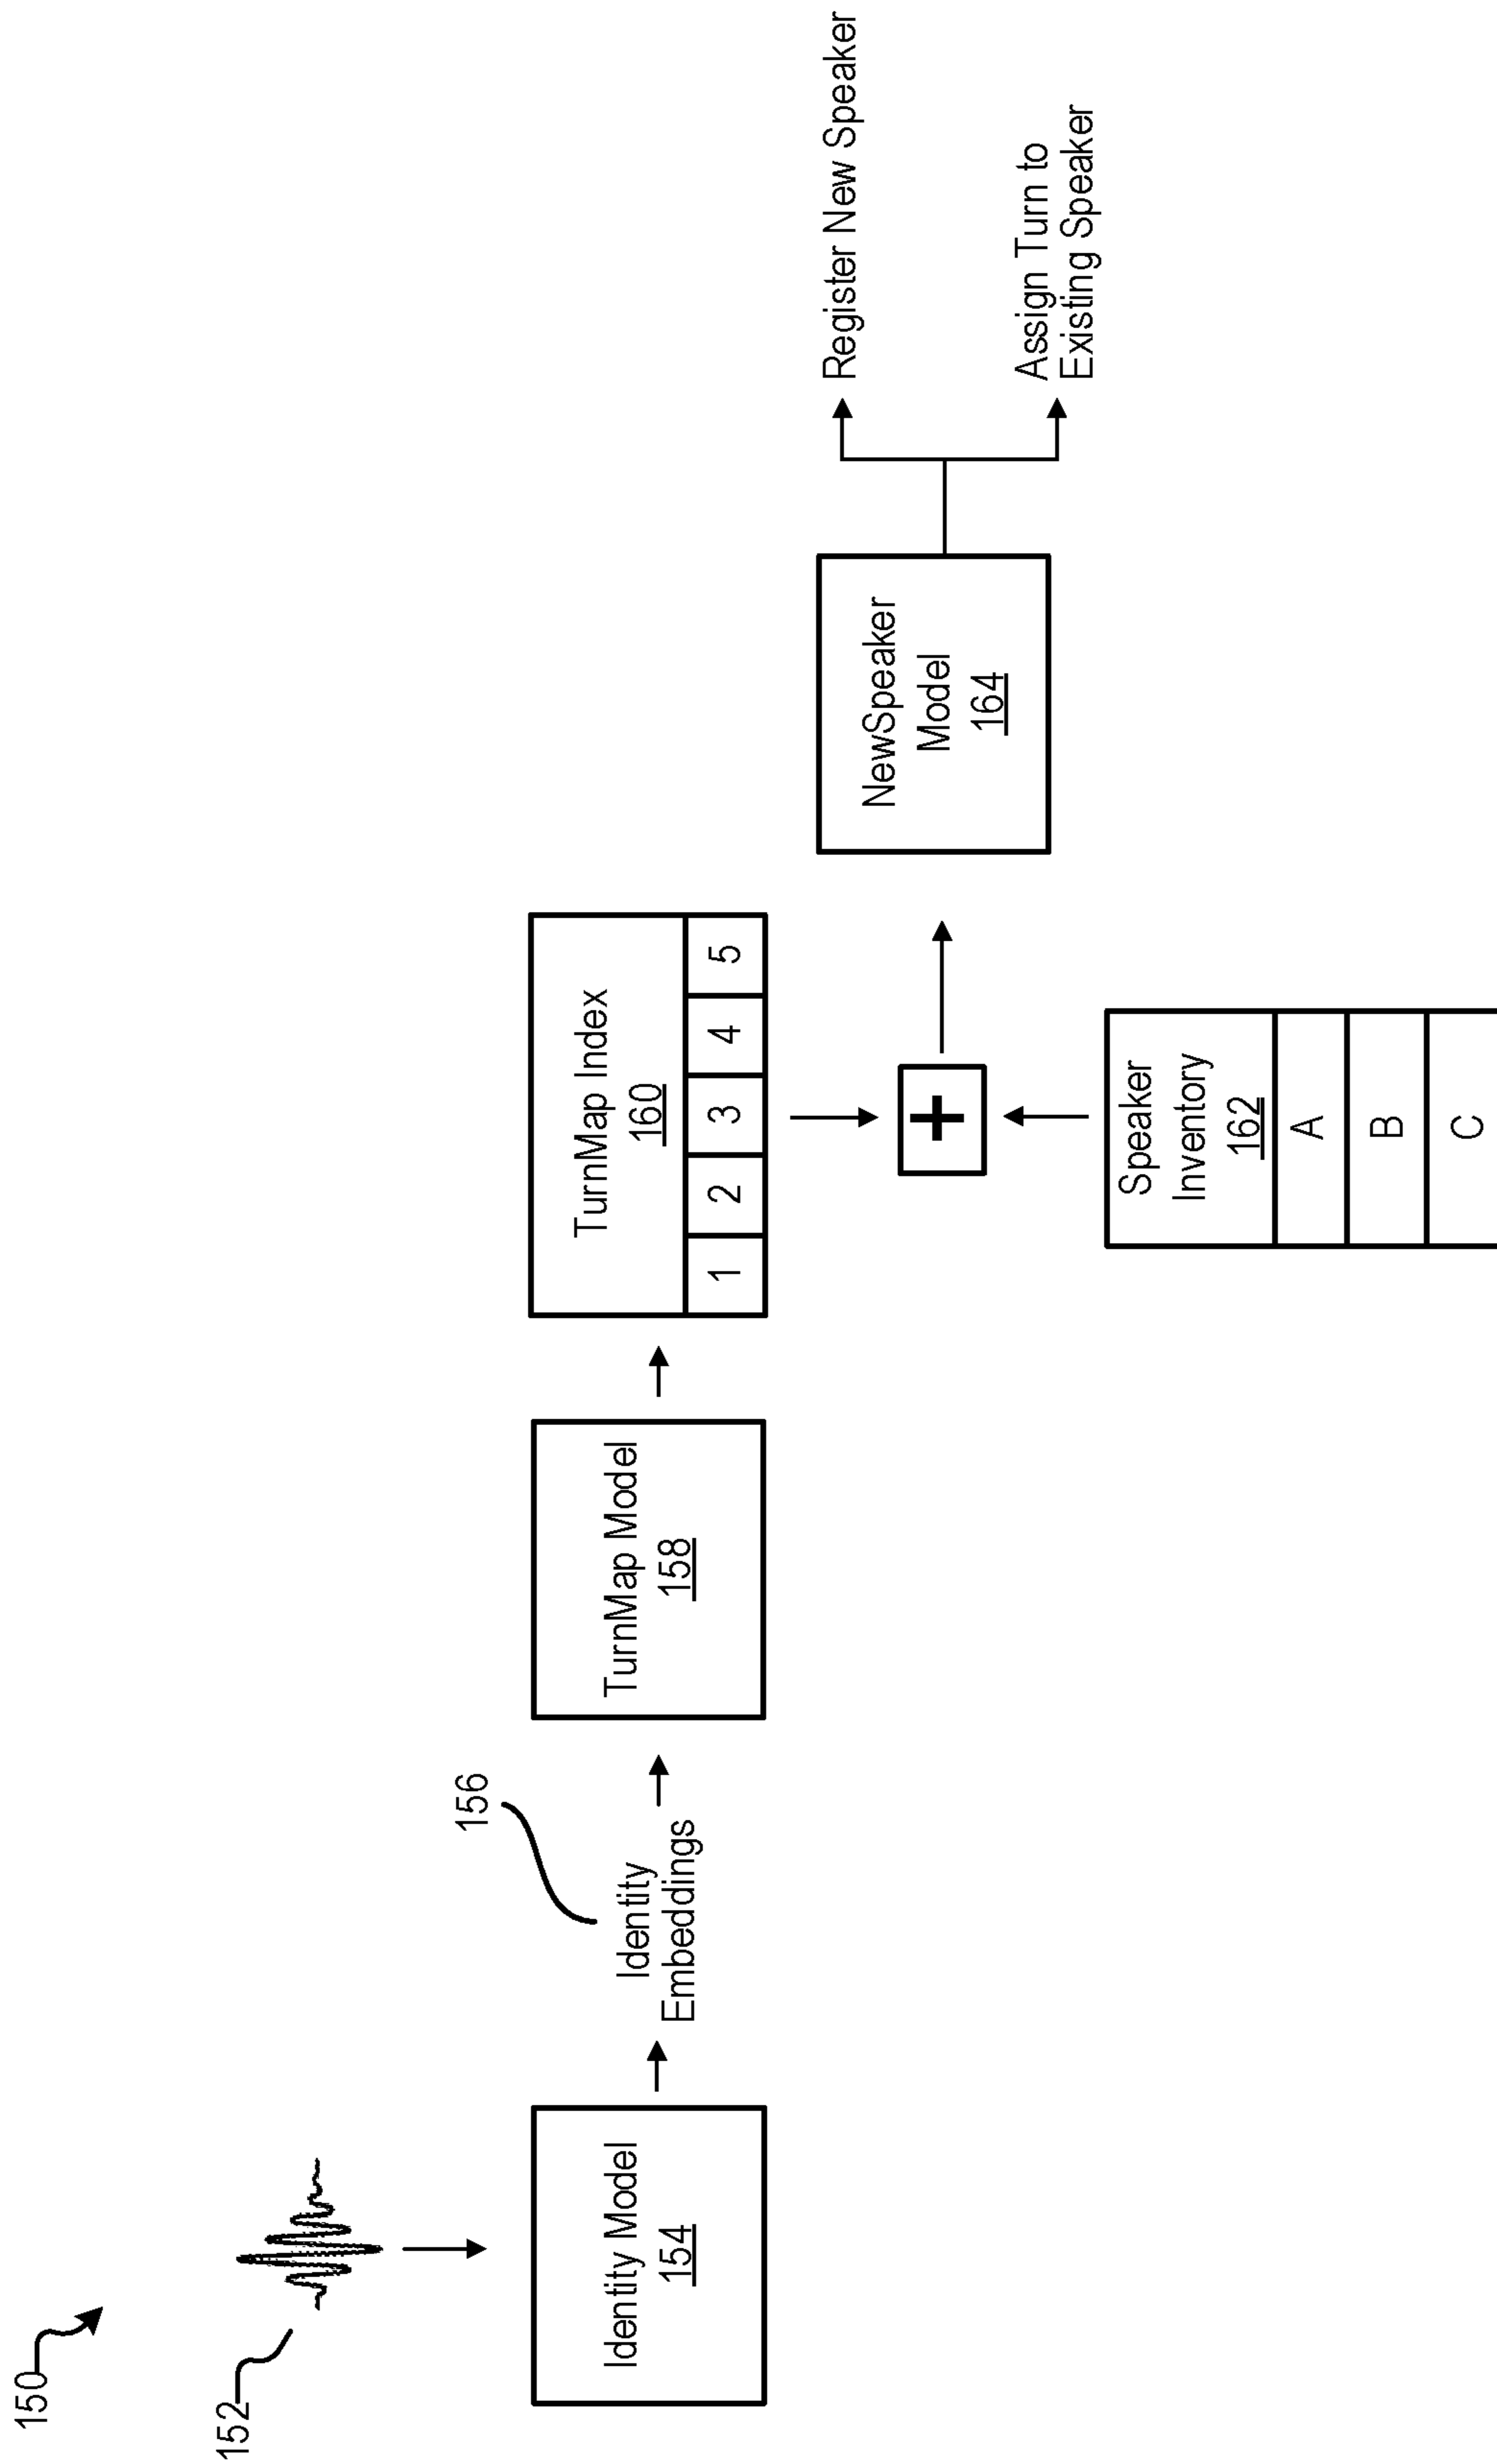 150
152
Identity Model
154
156
Identity
Embeddings
TurnMap Model
158
TurnMap Index
160
1 2 3 4 5
+
Speaker
Inventory
162
A
B
C
NewSpeaker
Model
164
Register New Speaker
Assign Turn to
Existing Speaker